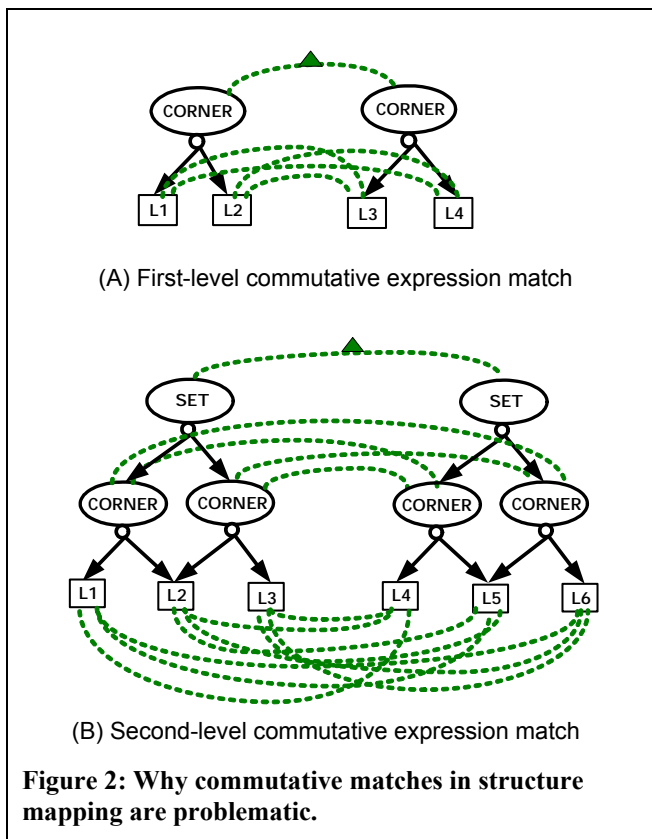 CORNER CORNER
L1 L2 L3 L4
(A) First-level commutative expression match
SET SET
CORNER CORNER CORNER CORNER
L1 L2 L3 L4 L5 L6
(B) Second-level commutative expression match
Figure 2: Why commutative matches in structure
mapping are problematic.